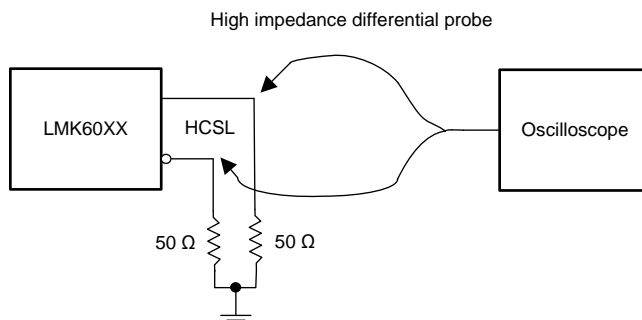 High impedance differential probe
LMK60XX
HCSL
Oscilloscope
50 Ω
50 Ω